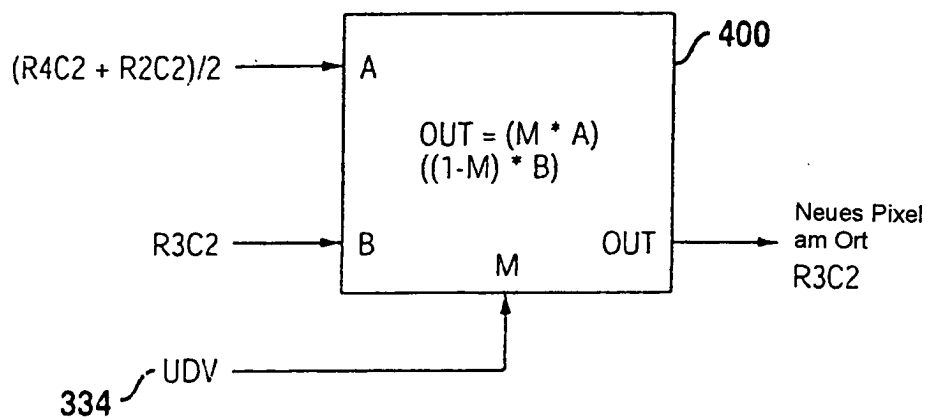 400
(R4C2 + R2C2)/2
A
OUT = (M * A)
((1-M) * B)
R3C2
B
OUT
M
Neues Pixel
am Ort
R3C2
UDV
334